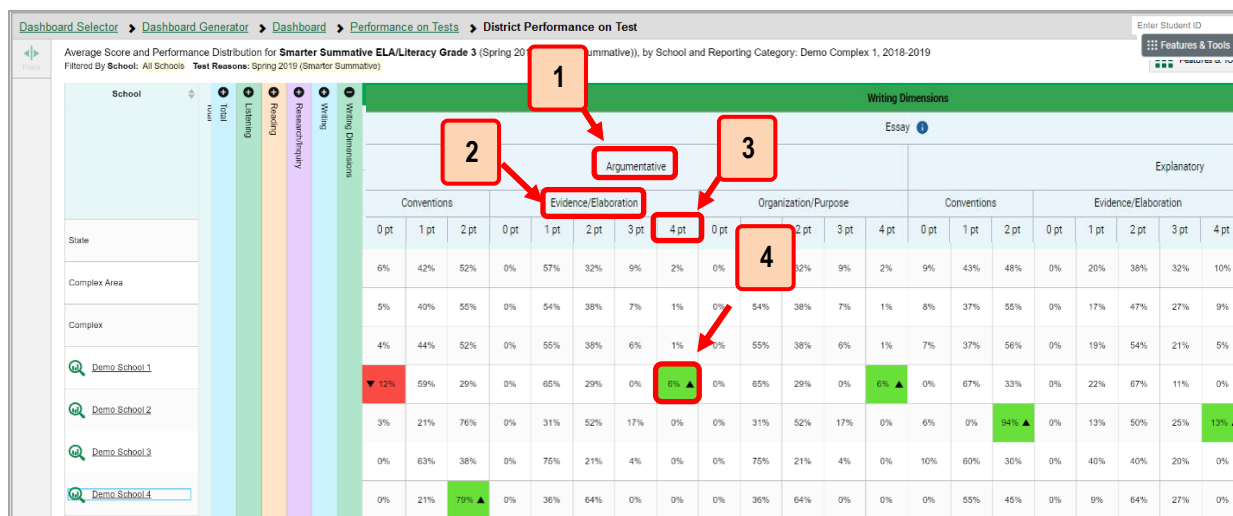 Dashboard Selector > Dashboard Generator > Dashboard > Performance on Tests > District Performance on Test
Enter Student ID
Features & Tools
Filters
Average Score and Performance Distribution for Smarter Summative ELA/Literacy Grade 3 (Spring 20 ummative)), by School and Reporting Category: Demo Complex 1, 2018-2019
Filtered By School: All Schools Test Reasons: Spring 2019 (Smarter Summative)
1
2
3
4
School
Total
Listening
Reading
Research/Inquiry
Writing
Writing Dimensions
Writing Dimensions
Essay
Argumentative Explanatory
Conventions Evidence/Elaboration Organization/Purpose Conventions Evidence/Elaboration
0 pt 1 pt 2 pt 0 pt 1 pt 2 pt 3 pt 4 pt 0 pt 2 pt 3 pt 4 pt 0 pt 1 pt 2 pt 0 pt 1 pt 2 pt 3 pt 4 pt
State
6% 42% 52% 0% 57% 32% 9% 2% 0% 32% 9% 2% 9% 43% 48% 0% 20% 38% 32% 10%
Complex Area
5% 40% 55% 0% 54% 38% 7% 1% 0% 54% 38% 7% 1% 8% 37% 55% 0% 17% 47% 27% 9%
Complex
4% 44% 52% 0% 55% 38% 6% 1% 0% 55% 38% 6% 1% 7% 37% 56% 0% 19% 54% 21% 5%
Demo School 1
▼ 12% 59% 29% 0% 65% 29% 0% 6% ▲ 0% 65% 29% 0% 6% ▲ 0% 67% 33% 0% 22% 67% 11% 0%
Demo School 2
3% 21% 76% 0% 31% 52% 17% 0% 0% 31% 52% 17% 0% 6% 0% 94% ▲ 0% 13% 50% 25% 13%
Demo School 3
0% 63% 38% 0% 75% 21% 4% 0% 0% 75% 21% 4% 0% 10% 60% 30% 0% 40% 40% 20% 0%
Demo School 4
0% 21% 79% ▲ 0% 36% 64% 0% 0% 0% 36% 64% 0% 0% 0% 55% 45% 0% 9% 64% 27% 0%